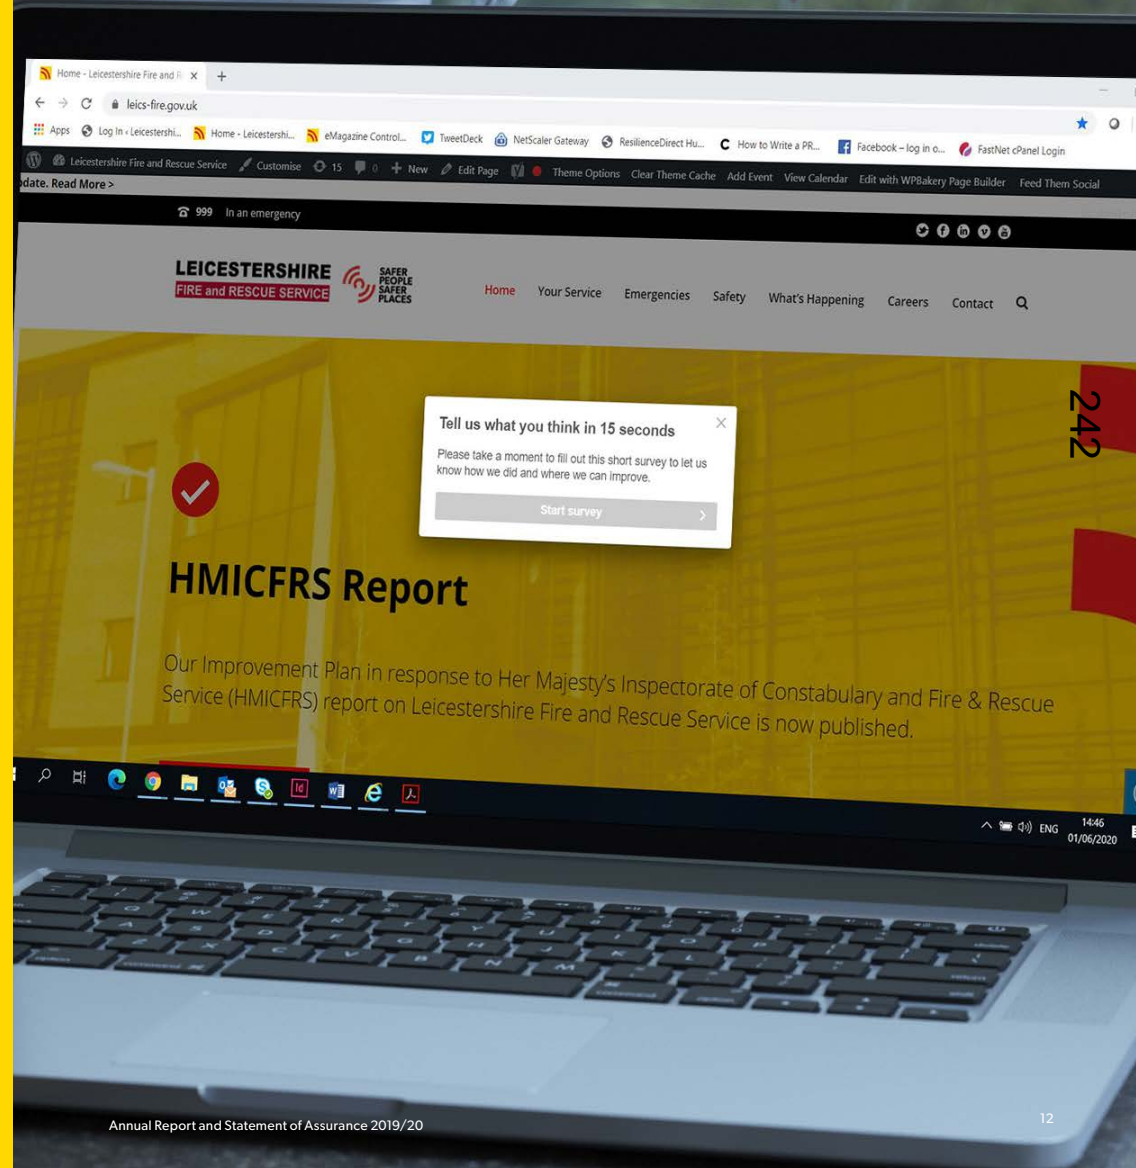 Home - Leicestershire Fire and R
leics-fire.gov.uk
Apps Log In ‹ Leicestershi... Home - Leicestershi... eMagazine Control... TweetDeck NetScaler Gateway ResilienceDirect Hu... How to Write a PR... Facebook – log in o... FastNet cPanel Login
Leicestershire Fire and Rescue Service Customise 15 0 New Edit Page Theme Options Clear Theme Cache Add Event View Calendar Edit with WPBakery Page Builder Feed Them Social
pdate. Read More >
999 In an emergency
LEICESTERSHIRE
FIRE and RESCUE SERVICE
SAFER
PEOPLE
SAFER
PLACES
Home Your Service Emergencies Safety What's Happening Careers Contact
242
Tell us what you think in 15 seconds
Please take a moment to fill out this short survey to let us
know how we did and where we can improve.
Start survey
HMICFRS Report
Our Improvement Plan in response to Her Majesty's Inspectorate of Constabulary and Fire & Rescue
Service (HMICFRS) report on Leicestershire Fire and Rescue Service is now published.
ENG 14:46
01/06/2020
Annual Report and Statement of Assurance 2019/20
12